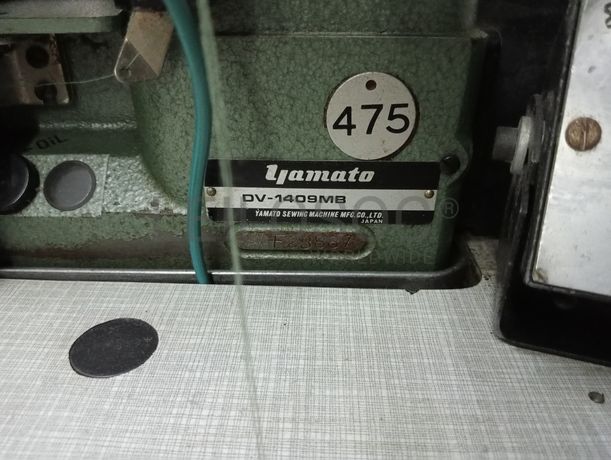 OIL
475
Yamato
DV-1409MB
YAMATO SEWING MACHINE MFG.CO.,LTD.
JAPAN